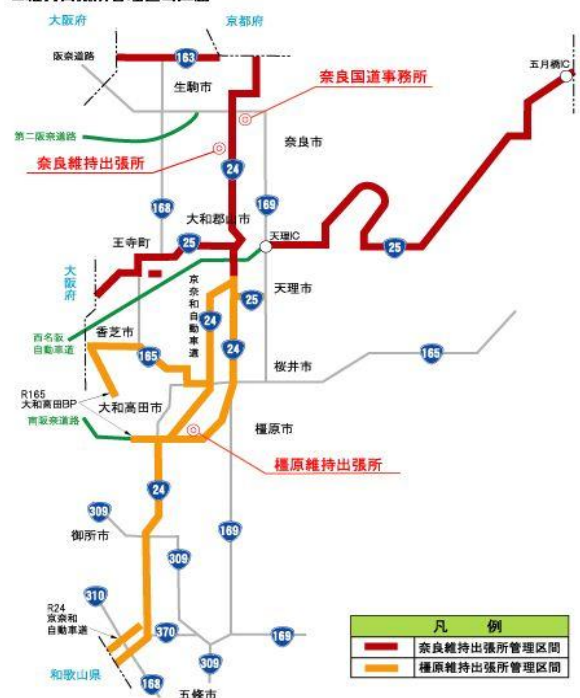 大阪府
京都府
阪奈道路
163
五月橋IC
生駒市
奈良国道事務所
第二阪奈道路
奈良市
奈良維持出張所
24
168
169
大和郡山市
王寺町
25
天理IC
25
大阪府
京奈和自動車道
天理市
25
西名阪
自動車道
香芝市
24
24
165
165
桜井市
R165
大和高田BP
大和高田市
南阪奈道路
橿原市
橿原維持出張所
24
309
169
御所市
309
310
R24
京奈和
自動車道
370
169
309
和歌山県
168
五條市
凡 例
奈良維持出張所管理区間
橿原維持出張所管理区間